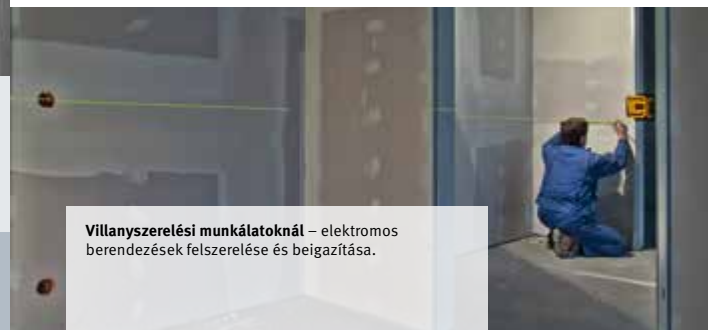 Villanyszerelési munkálatoknál – elektromos
berendezések felszerelése és beigazítása.